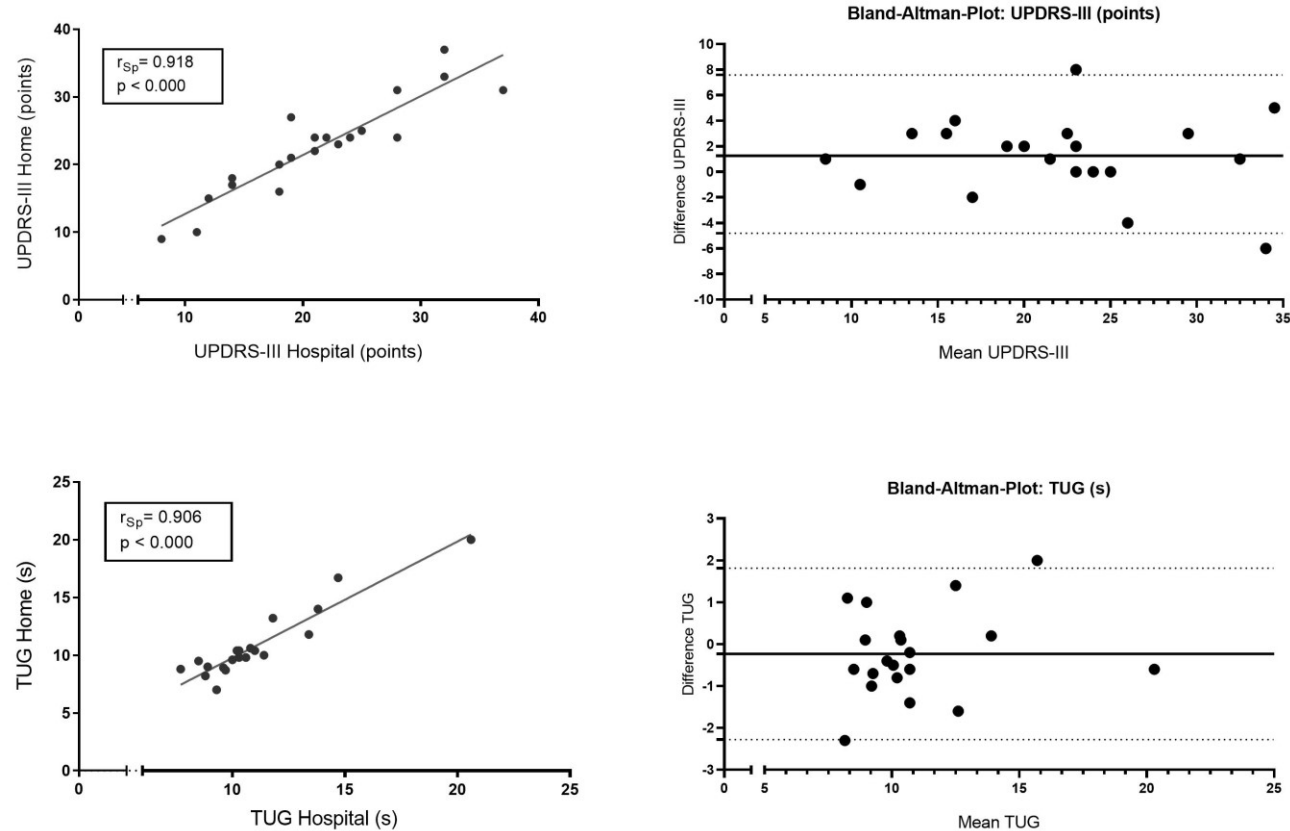 40
30
20
10
0
UPDRS-III Home (points)
r_Sp= 0.918
p < 0.000
0 10 20 30 40
UPDRS-III Hospital (points)
Bland-Altman-Plot: UPDRS-III (points)
10
8
6
4
2
0
-2
-4
-6
-8
-10
Difference UPDRS-III
0 5 10 15 20 25 30 35
Mean UPDRS-III
25
20
15
10
5
0
TUG Home (s)
r_Sp= 0.906
p < 0.000
0 10 15 20 25
TUG Hospital (s)
Bland-Altman-Plot: TUG (s)
3
2
1
0
-1
-2
-3
Difference TUG
0 5 10 15 20 25
Mean TUG